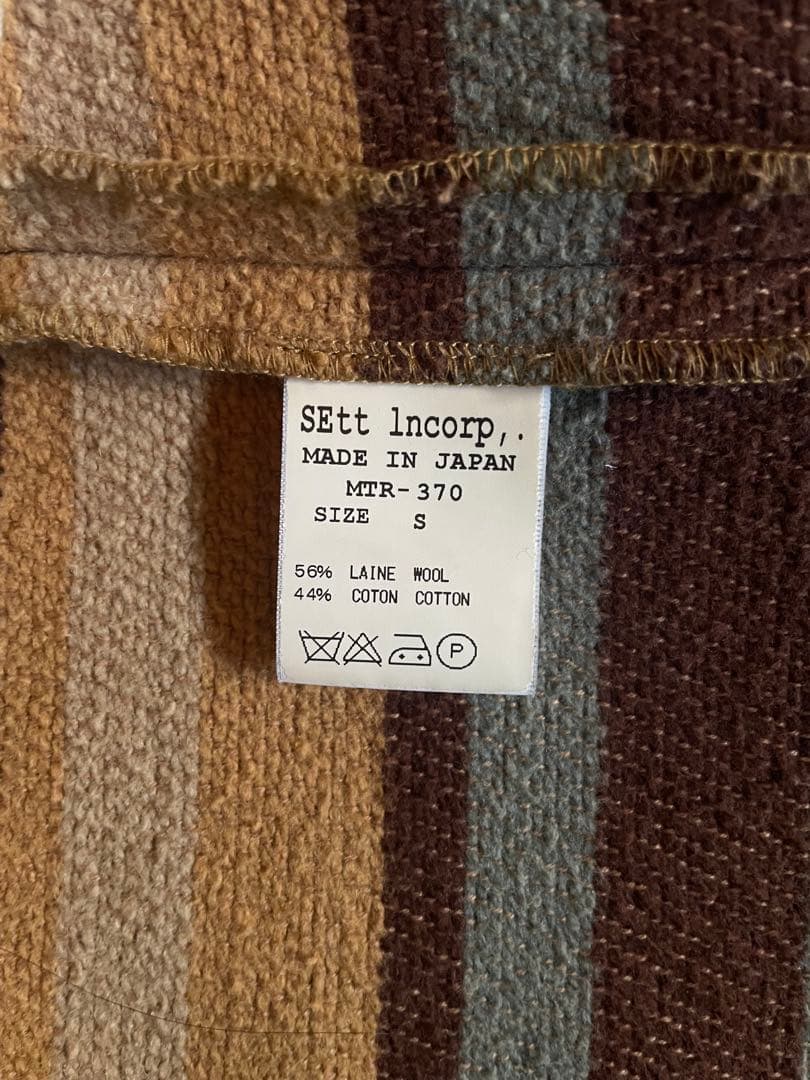 SEtt lncorp,.
MADE IN JAPAN
MTR-370
SIZE S
56% LAINE WOOL
44% COTON COTTON
P